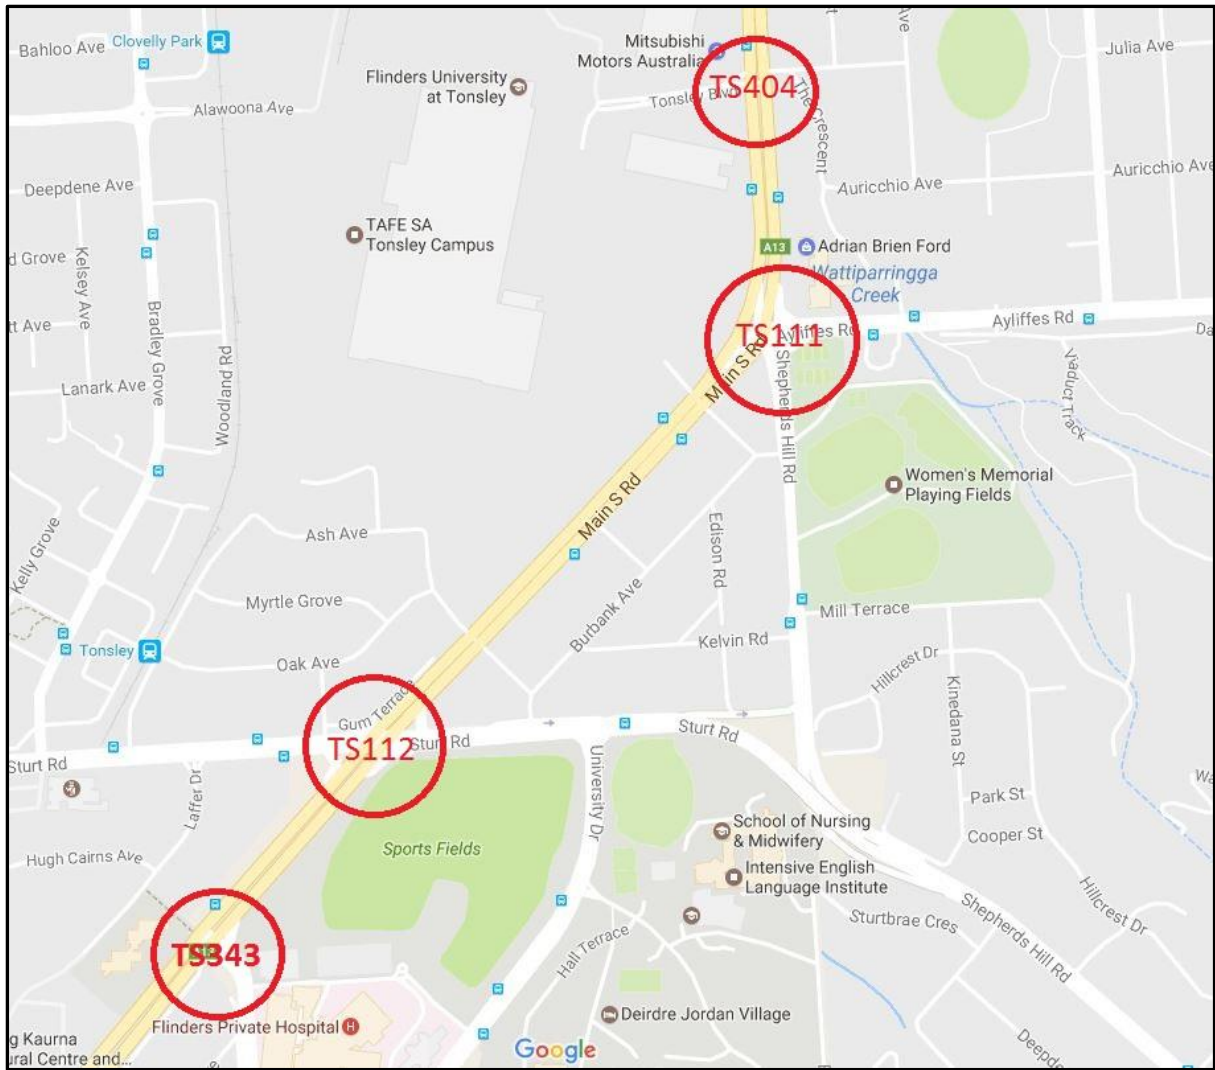 Bahloo Ave
Clovelly Park
Alawoona Ave
Flinders University
at Tonsley
Mitsubishi
Motors Australia
Tonsley Blvd
TS404
The Crescent
Ave
Julia Ave
Deepdene Ave
Auricchio Ave
Auricchio Ave
TAFE SA
Tonsley Campus
d Grove
Kelsey Ave
A13
Adrian Brien Ford
Wattiparringga
Creek
tt Ave
Bradley Grove
Woodland Rd
TS111
Ayliffes Rd
Ayliffes Rd
Da
Lanark Ave
Main S Rd
Shepherds Hill Rd
Viaduct Track
Women's Memorial
Playing Fields
Main S Rd
Kelly Grove
Ash Ave
Edison Rd
Myrtle Grove
Burbank Ave
Mill Terrace
Tonsley
Oak Ave
Kelvin Rd
Hillcrest Dr
Kinedana St
Gum Terrace
Sturt Rd
TS112
Sturt Rd
Sturt Rd
University Dr
Laffer Dr
Wa
Park St
Cooper St
Hugh Cairns Ave
Sports Fields
School of Nursing
& Midwifery
Intensive English
Language Institute
Hillcrest Dr
Sturtbrae Cres
Shepherds Hill Rd
Hall Terrace
TS343
Flinders Private Hospital
H
Deirdre Jordan Village
g Kaurna
ural Centre and...
Google
Deepd